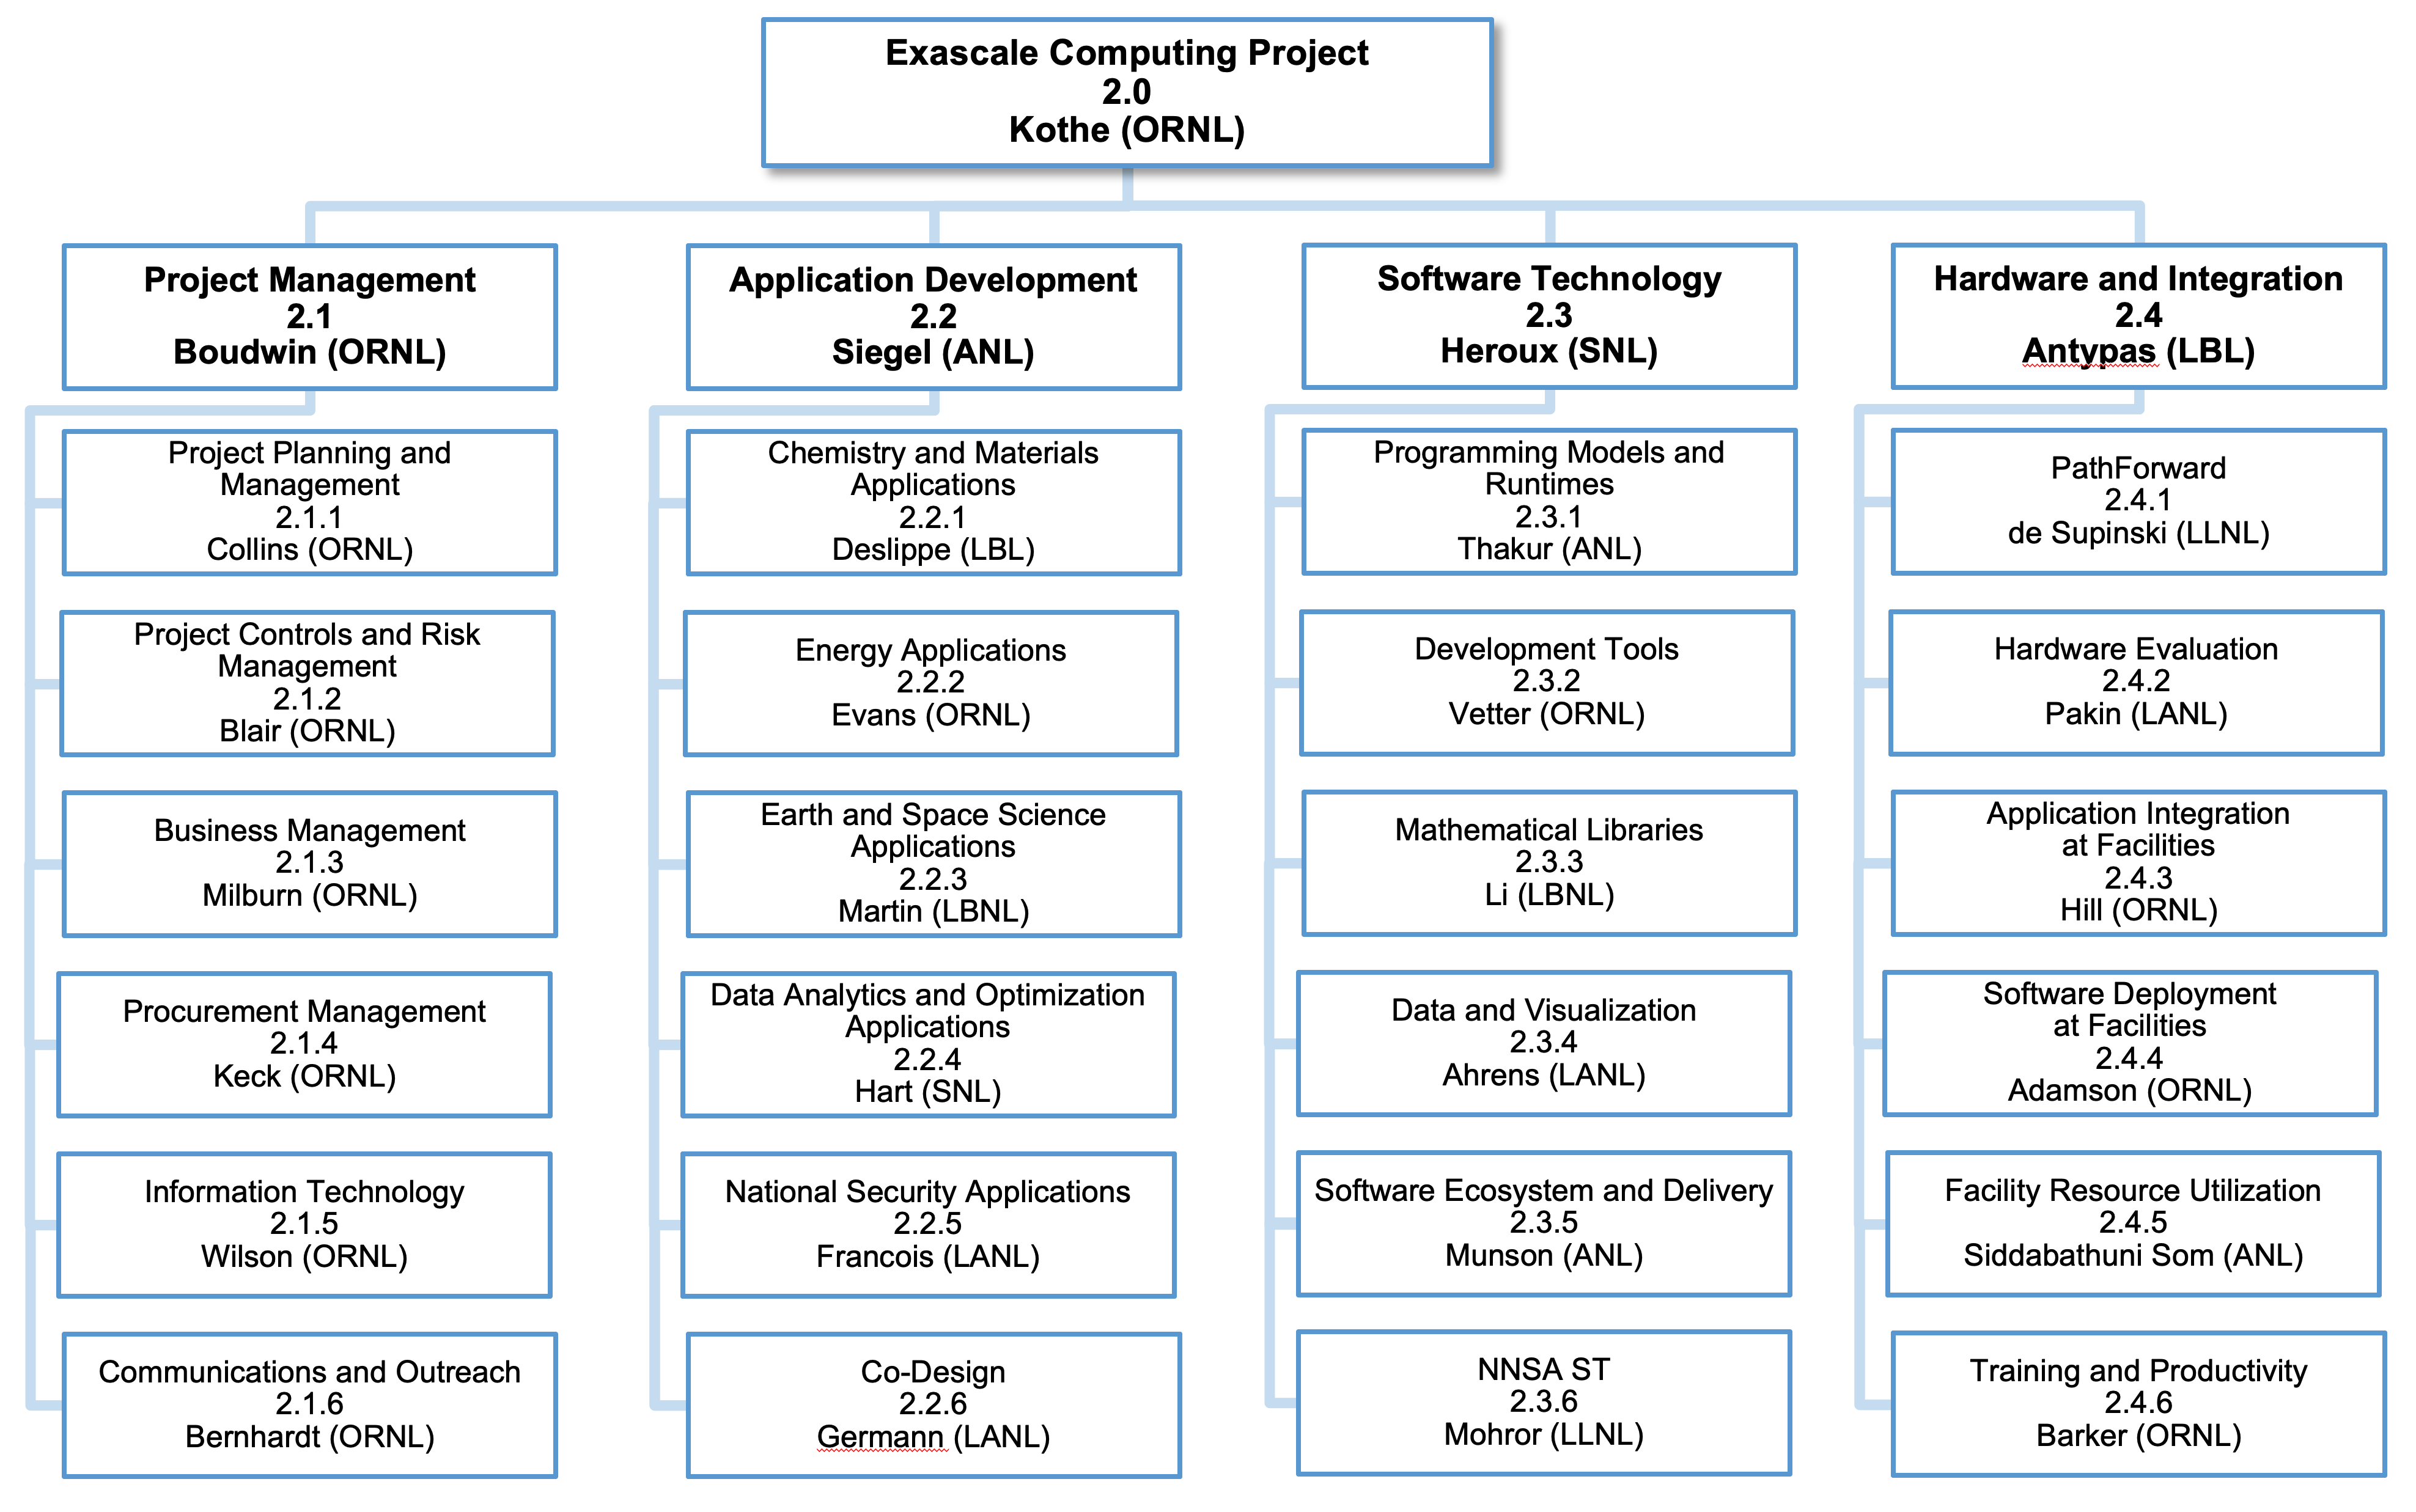 Exascale Computing Project
2.0
Kothe (ORNL)
Project Management
2.1
Boudwin (ORNL)
Project Planning and
Management
2.1.1
Collins (ORNL)
Project Controls and Risk
Management
2.1.2
Blair (ORNL)
Business Management
2.1.3
Milburn (ORNL)
Procurement Management
2.1.4
Keck (ORNL)
Information Technology
2.1.5
Wilson (ORNL)
Communications and Outreach
2.1.6
Bernhardt (ORNL)
Application Development
2.2
Siegel (ANL)
Chemistry and Materials
Applications
2.2.1
Deslippe (LBL)
Energy Applications
2.2.2
Evans (ORNL)
Earth and Space Science
Applications
2.2.3
Martin (LBNL)
Data Analytics and Optimization
Applications
2.2.4
Hart (SNL)
National Security Applications
2.2.5
Francois (LANL)
Co-Design
2.2.6
Germann (LANL)
Software Technology
2.3
Heroux (SNL)
Programming Models and
Runtimes
2.3.1
Thakur (ANL)
Development Tools
2.3.2
Vetter (ORNL)
Mathematical Libraries
2.3.3
Li (LBNL)
Data and Visualization
2.3.4
Ahrens (LANL)
Software Ecosystem and Delivery
2.3.5
Munson (ANL)
NNSA ST
2.3.6
Mohror (LLNL)
Hardware and Integration
2.4
Antypas (LBL)
PathForward
2.4.1
de Supinski (LLNL)
Hardware Evaluation
2.4.2
Pakin (LANL)
Application Integration
at Facilities
2.4.3
Hill (ORNL)
Software Deployment
at Facilities
2.4.4
Adamson (ORNL)
Facility Resource Utilization
2.4.5
Siddabathuni Som (ANL)
Training and Productivity
2.4.6
Barker (ORNL)